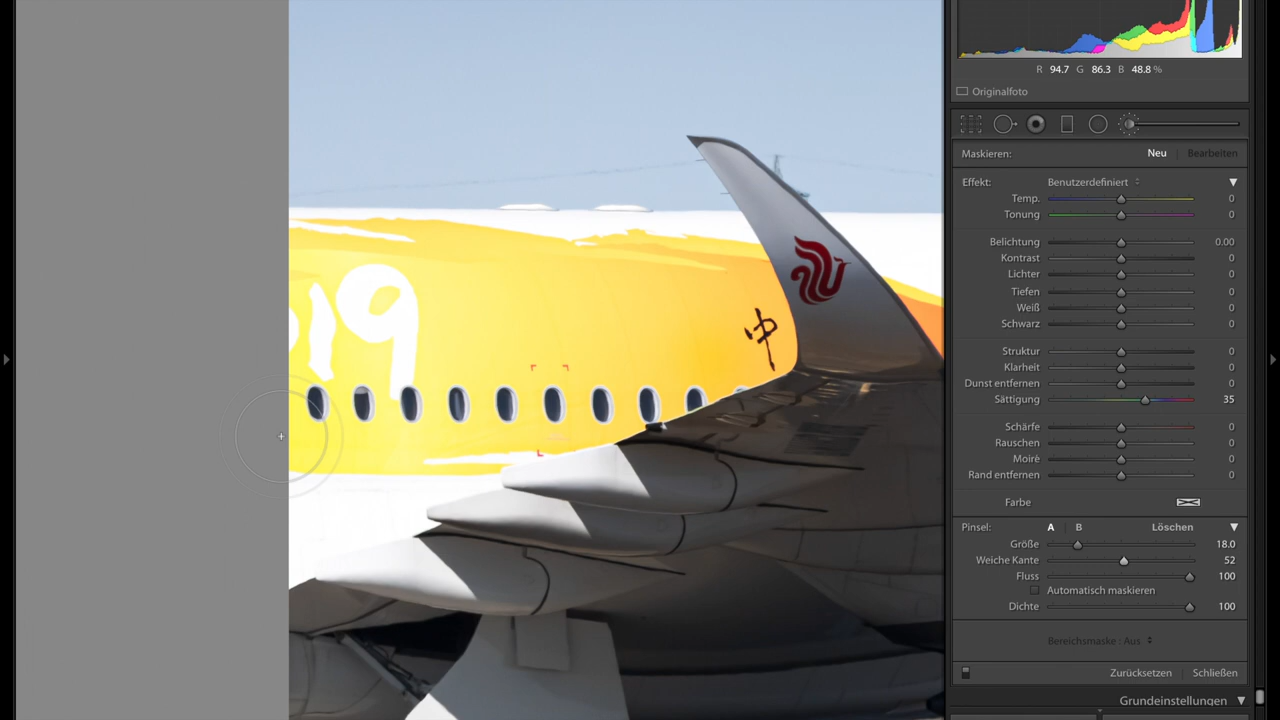 R 94.7 G 86.3 B 48.8 %
Originalfoto
Maskieren: Neu Bearbeiten
Effekt: Benutzerdefiniert
Temp. 0
Tonung 0
Belichtung 0.00
Kontrast 0
Lichter 0
Tiefen 0
Weiß 0
Schwarz 0
Struktur 0
Klarheit 0
Dunst entfernen 0
Sättigung 35
Schärfe 0
Rauschen 0
Moiré 0
Rand entfernen 0
Farbe
Pinsel: A B Löschen
Größe 18.0
Weiche Kante 52
Fluss 100
Automatisch maskieren
Dichte 100
Bereichsmaske : Aus
Zurücksetzen Schließen
Grundeinstellungen
19
中